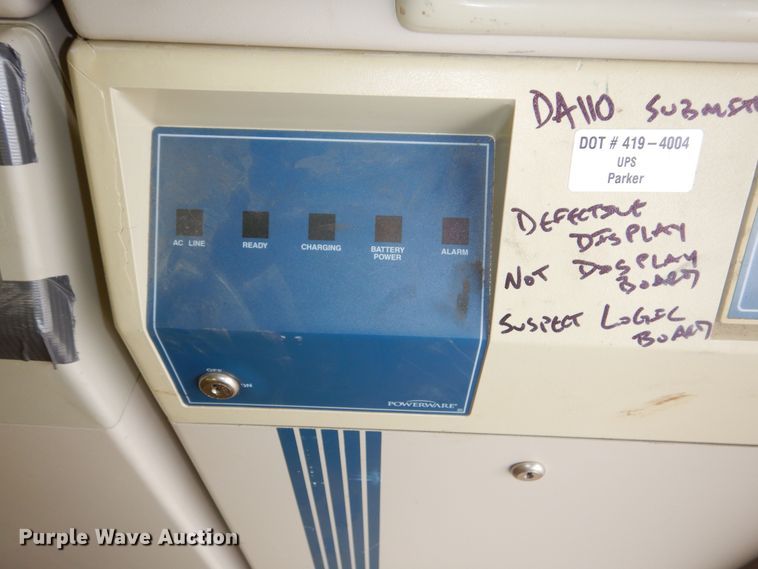 DA110 SUBMIT
DOT # 419-4004
UPS
Parker
DEFECTIVE
DISPLAY
NOT DISPLAY
BOARD
SUSPECT LOGIC
BOARD
AC LINE
READY
CHARGING
BATTERY
POWER
ALARM
OFF
ON
POWERWARE®
Purple Wave Auction